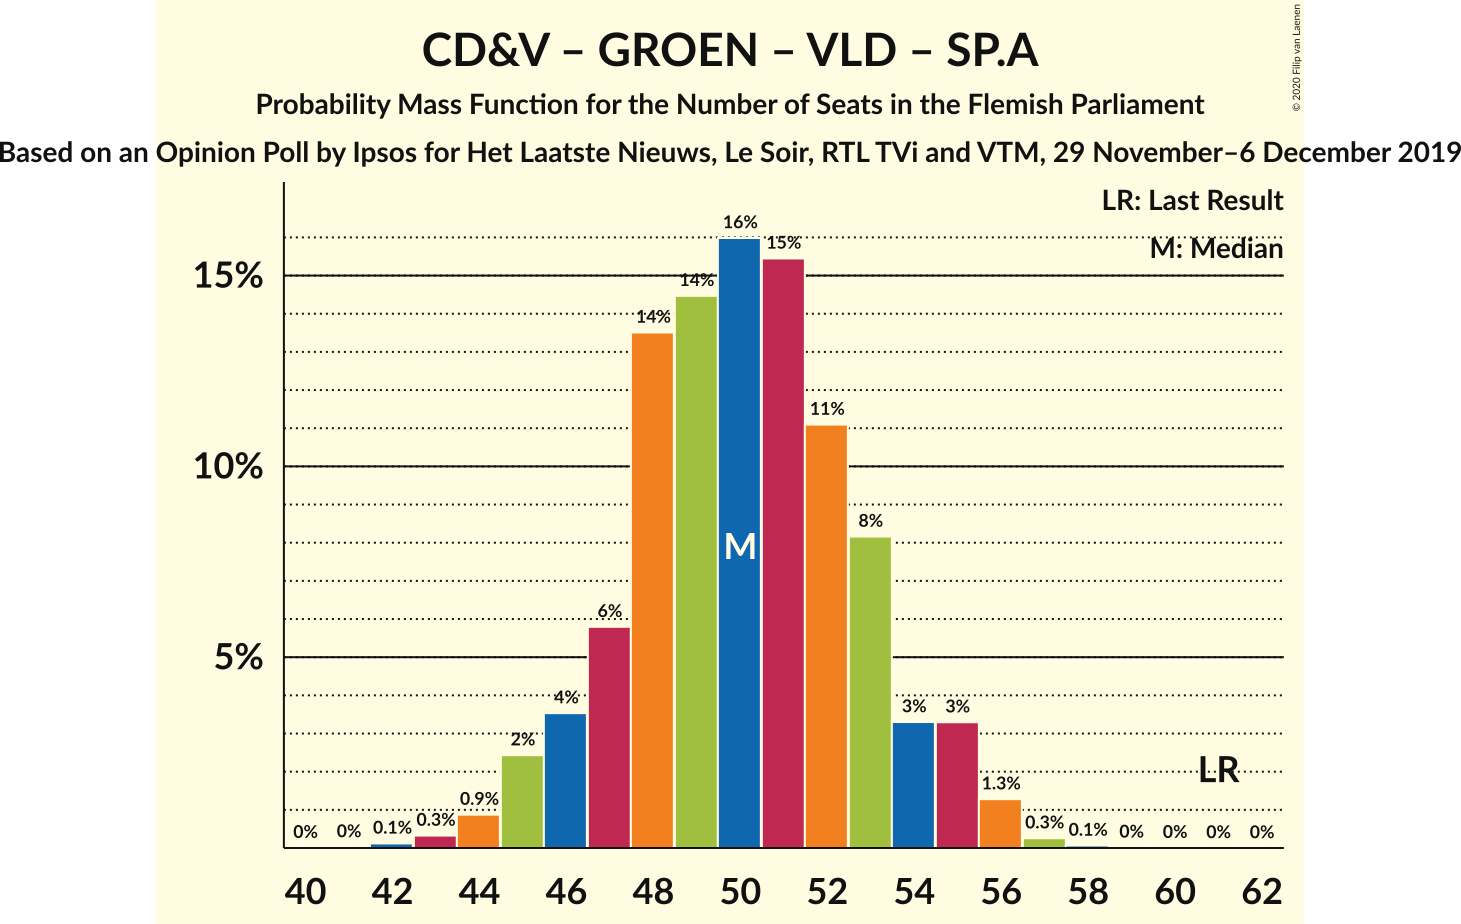 CD&V – GROEN – VLD – SP.A
Probability Mass Function for the Number of Seats in the Flemish Parliament
Based on an Opinion Poll by Ipsos for Het Laatste Nieuws, Le Soir, RTL TVi and VTM, 29 November–6 December 2019
© 2020 Filip van Laenen
LR: Last Result
M: Median
15%
10%
5%
0%
0%
0.1%
0.3%
0.9%
2%
4%
6%
14%
14%
16%
15%
11%
8%
3%
3%
1.3%
0.3%
0.1%
0%
0%
0%
0%
M
LR
40 42 44 46 48 50 52 54 56 58 60 62